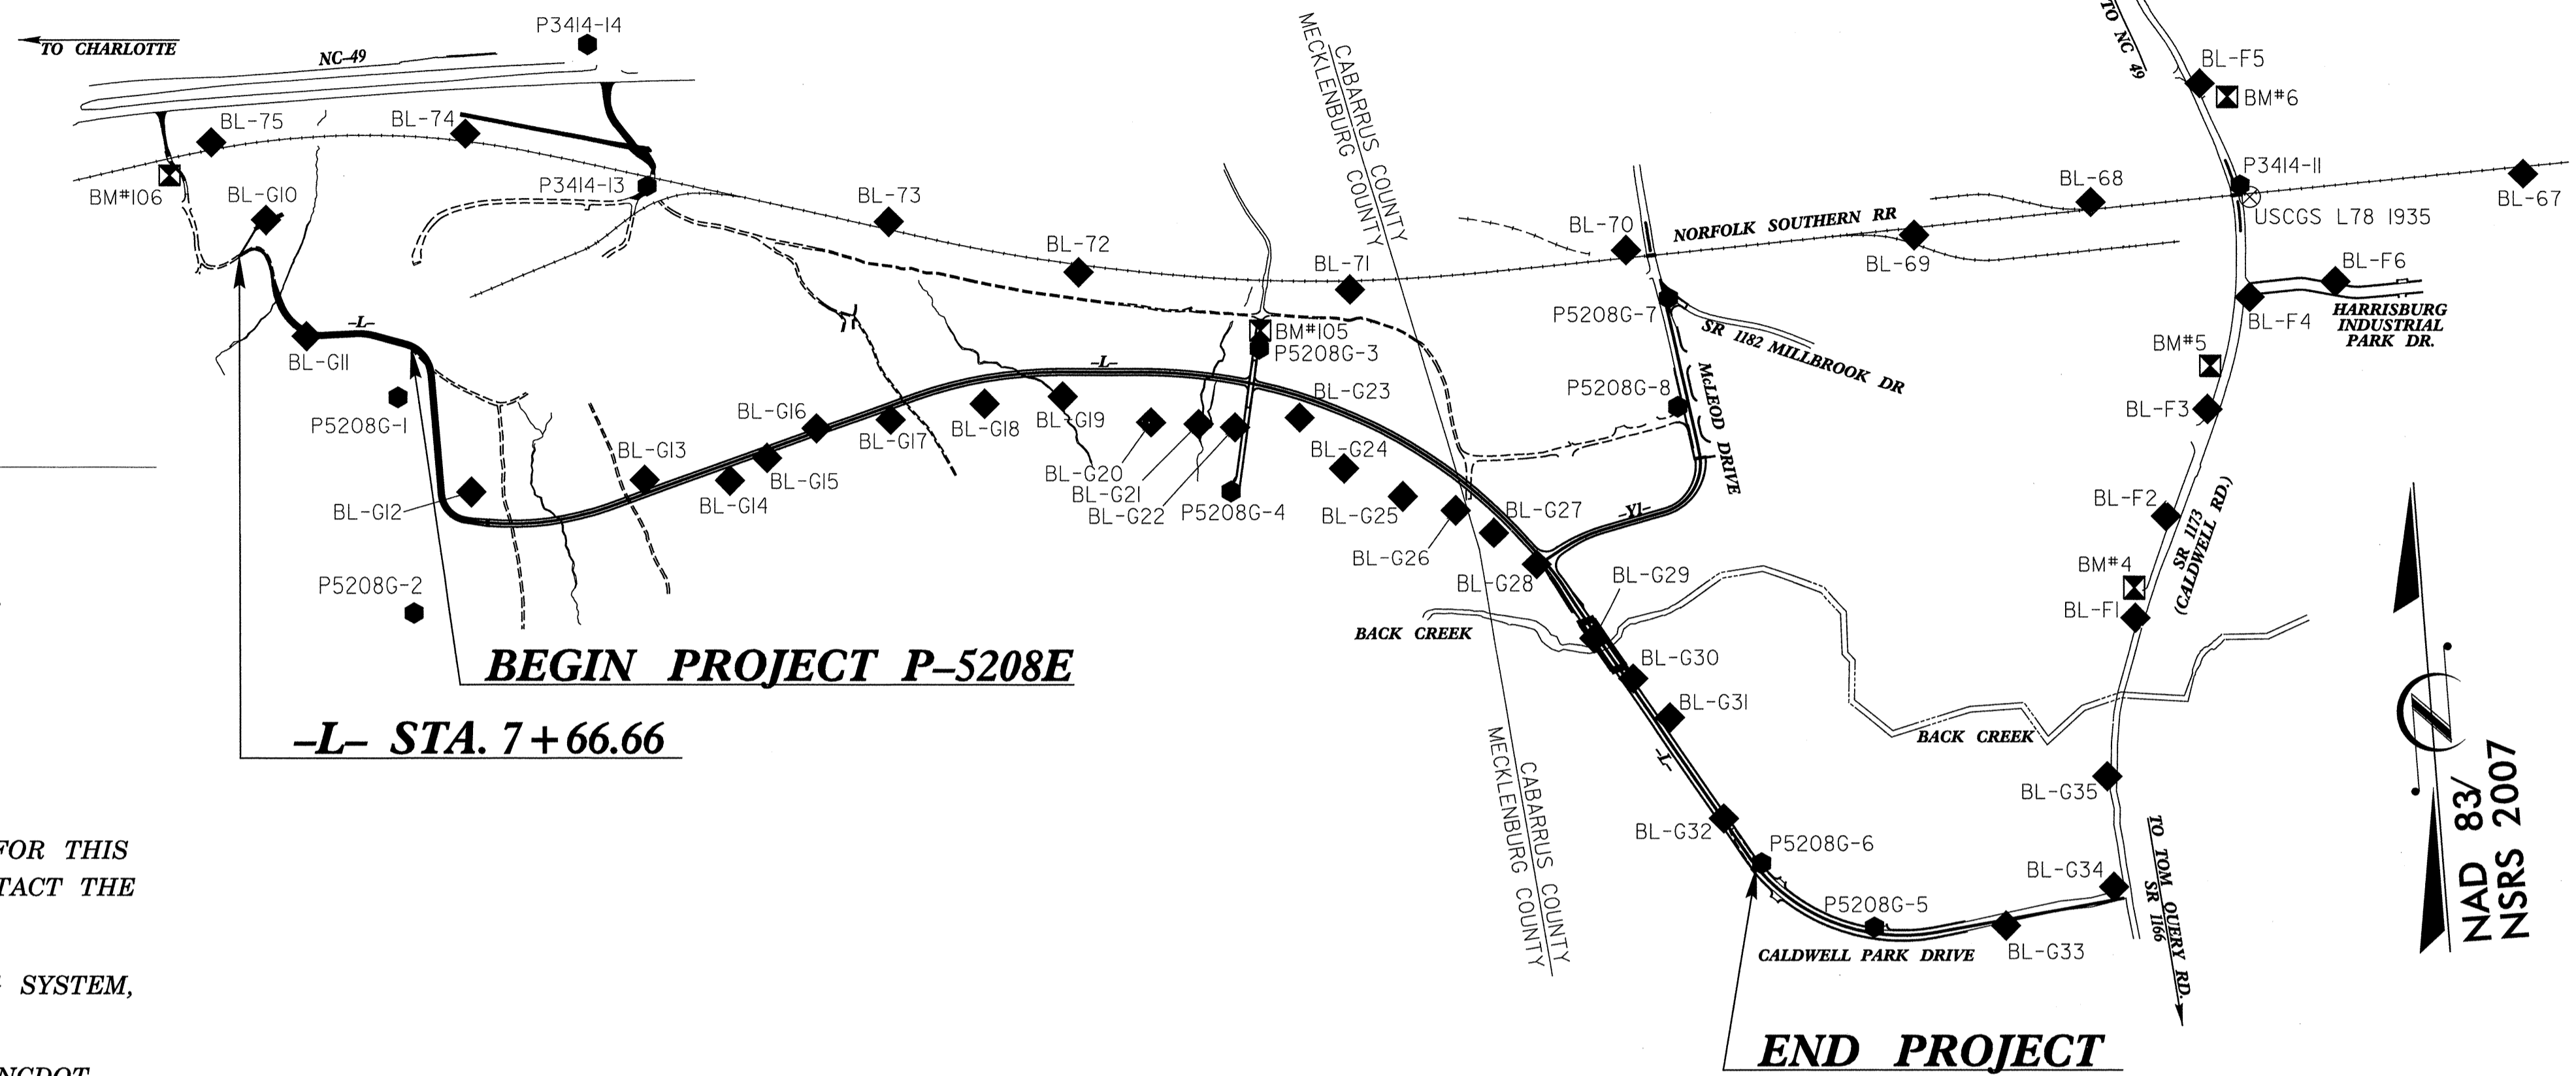 P3414-14
TO CHARLOTTE
NC-49
BL-75
BL-74
BM#106
BL-G10
P3414-13
BL-73
BL-72
BL-71
CABARRUS COUNTY
MECKLENBURG COUNTY
BL-70
NORFOLK SOUTHERN RR
BL-69
BL-68
TO NC 49
BL-F5
BM#6
P3414-11
USCGS L78 1935
BL-67
BL-F6
BL-F4
HARRISBURG
INDUSTRIAL
PARK DR.
BM#5
BL-F3
BL-F2
SR 1173
(CALDWELL RD.)
BM#4
BL-F1
-L-
BL-G11
P5208G-1
BL-G12
P5208G-2
BL-G13
BL-G14
BL-G15
BL-G16
BL-G17
BL-G18
BL-G19
-L-
BM#105
P5208G-3
BL-G20
BL-G21
BL-G22
P5208G-4
BL-G23
BL-G24
BL-G25
BL-G26
BL-G27
BL-G28
P5208G-7
SR 1182 MILLBROOK DR
P5208G-8
McLEOD DRIVE
-Y1-
BL-G29
BACK CREEK
BL-G30
BL-G31
-L-
BACK CREEK
BL-G32
P5208G-6
P5208G-5
CALDWELL PARK DRIVE
BL-G33
BL-G34
BL-G35
TO TOM QUERY RD.
SR 1166
CABARRUS COUNTY
MECKLENBURG COUNTY
BEGIN PROJECT P-5208E
-L- STA. 7+66.66
END PROJECT
NAD 83/
NSRS 2007
FOR THIS
TACT THE
SYSTEM,
NCDOT